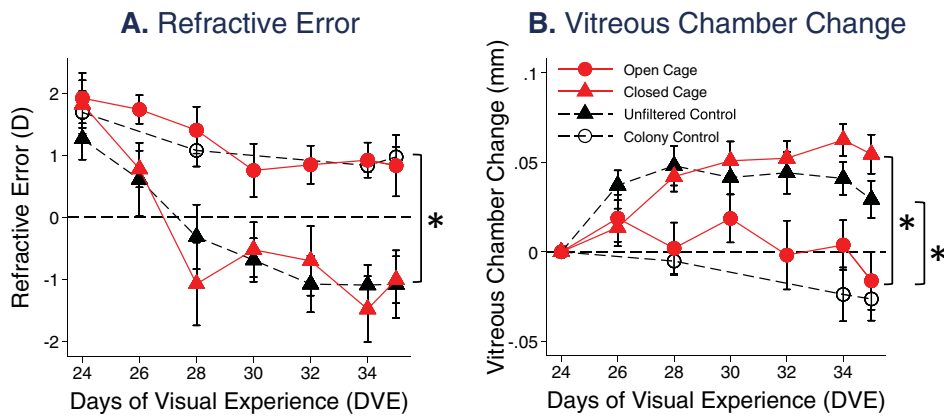 A. Refractive Error
Refractive Error (D)
2
1
0
-1
-2
*
24 26 28 30 32 34
Days of Visual Experience (DVE)
B. Vitreous Chamber Change
Vitreous Chamber Change (mm)
.1
.05
0
-.05
Open Cage
Closed Cage
Unfiltered Control
Colony Control
*
*
24 26 28 30 32 34
Days of Visual Experience (DVE)